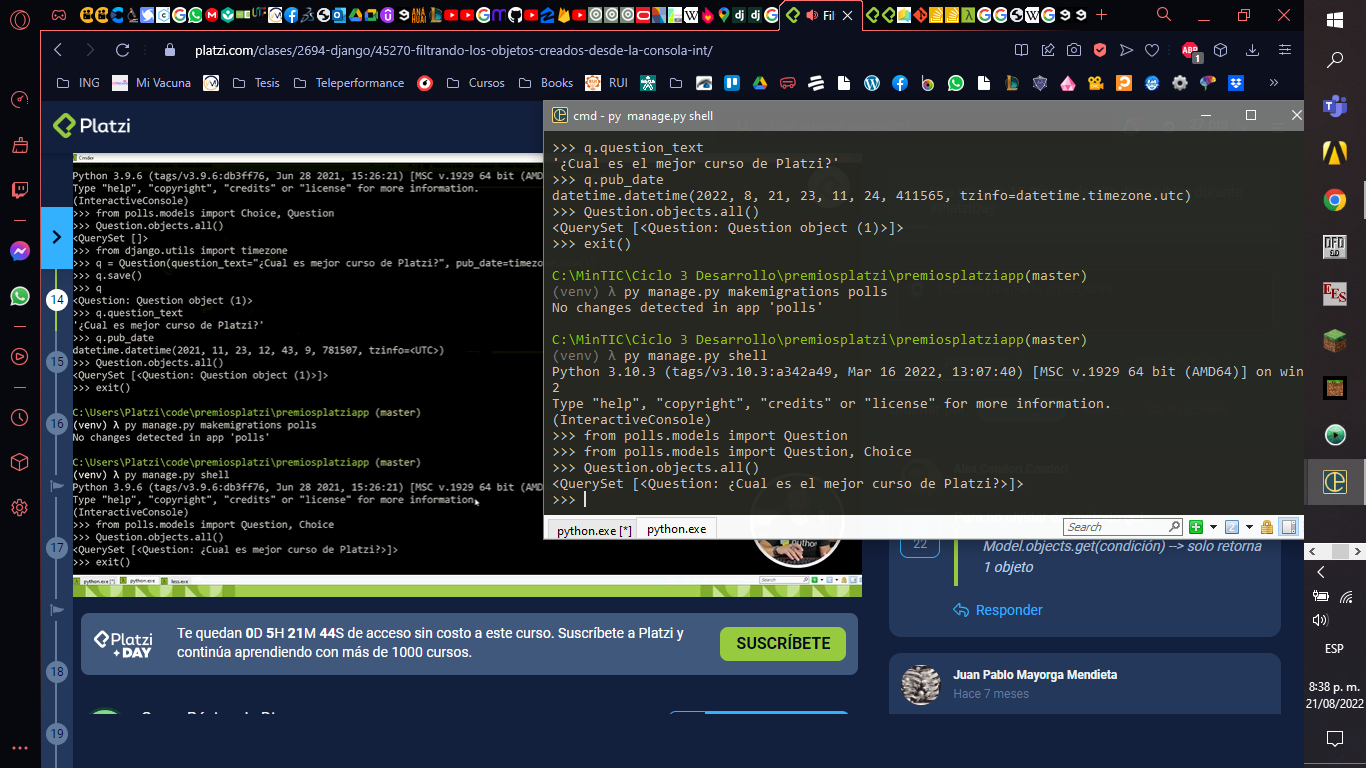 Fil
platzi.com/clases/2694-django/45270-filtrando-los-objetos-creados-desde-la-consola-int/
ABP
1
ING
Mi Vacuna
Tesis
Teleperformance
Cursos
Books
RUI
»
Platzi
Cmder
Python 3.9.6 (tags/v3.9.6:db3ff76, Jun 28 2021, 15:26:21) [MSC v.1929 64 bit (AMD
Type "help", "copyright", "credits" or "license" for more information.
(InteractiveConsole)
>>> from polls.models import Choice, Question
>>> Question.objects.all()
<QuerySet []>
>>> from django.utils import timezone
>>> q = Question(question_text="¿Cual es mejor curso de Platzi?", pub_date=timezo
>>> q.save()
>>> q
<Question: Question object (1)>
>>> q.question_text
'¿Cual es mejor curso de Platzi?'
>>> q.pub_date
datetime.datetime(2021, 11, 23, 12, 43, 9, 781507, tzinfo=<UTC>)
>>> Question.objects.all()
<QuerySet [<Question: Question object (1)>]>
>>> exit()
C:\Users\Platzi\code\premiosplatzi\premiosplatziapp (master)
(venv) λ py manage.py makemigrations polls
No changes detected in app 'polls'
C:\Users\Platzi\code\premiosplatzi\premiosplatziapp (master)
(venv) λ py manage.py shell
Python 3.9.6 (tags/v3.9.6:db3ff76, Jun 28 2021, 15:26:21) [MSC v.1929 64 bit (AMD
Type "help", "copyright", "credits" or "license" for more information.
(InteractiveConsole)
>>> from polls.models import Question, Choice
>>> Question.objects.all()
<QuerySet [<Question: ¿Cual es mejor curso de Platzi?>]>
>>> exit()
python.exe [*]
python.exe
less.exe
Search
14
15
16
17
18
19
cmd - py  manage.py shell
>>> q.question_text
'¿Cual es el mejor curso de Platzi?'
>>> q.pub_date
datetime.datetime(2022, 8, 21, 23, 11, 24, 411565, tzinfo=datetime.timezone.utc)
>>> Question.objects.all()
<QuerySet [<Question: Question object (1)>]>
>>> exit()
C:\MinTIC\Ciclo 3 Desarrollo\premiosplatzi\premiosplatziapp(master)
(venv) λ py manage.py makemigrations polls
No changes detected in app 'polls'
C:\MinTIC\Ciclo 3 Desarrollo\premiosplatzi\premiosplatziapp(master)
(venv) λ py manage.py shell
Python 3.10.3 (tags/v3.10.3:a342a49, Mar 16 2022, 13:07:40) [MSC v.1929 64 bit (AMD64)] on win
2
Type "help", "copyright", "credits" or "license" for more information.
(InteractiveConsole)
>>> from polls.models import Question
>>> from polls.models import Question, Choice
>>> Question.objects.all()
<QuerySet [<Question: ¿Cual es el mejor curso de Platzi?>]>
>>>
python.exe [*]
python.exe
Search
22
Model.objects.get(condición) --> solo retorna
1 objeto
Responder
Juan Pablo Mayorga Mendieta
Hace 7 meses
Platzi
DAY
Te quedan 0D 5H 21M 44S de acceso sin costo a este curso. Suscríbete a Platzi y
continúa aprendiendo con más de 1000 cursos.
SUSCRÍBETE
ESP
8:38 p. m.
21/08/2022